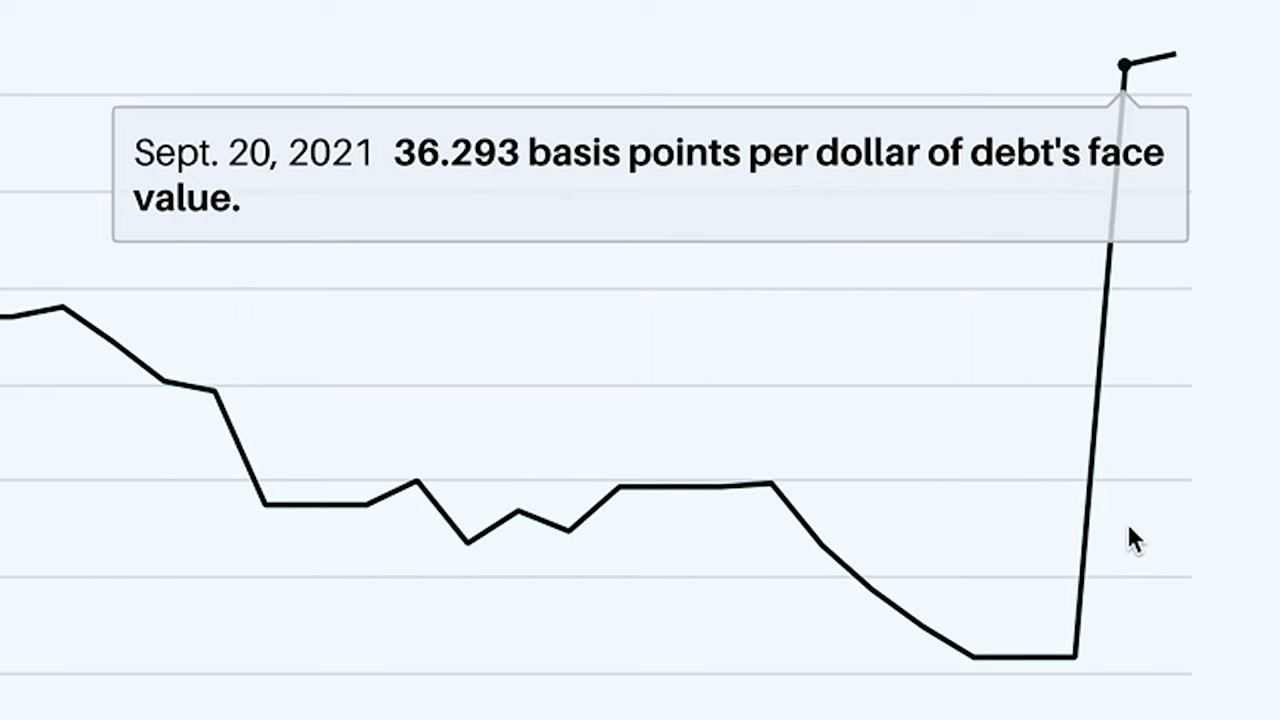 Sept. 20, 2021 36.293 basis points per dollar of debt's face
value.